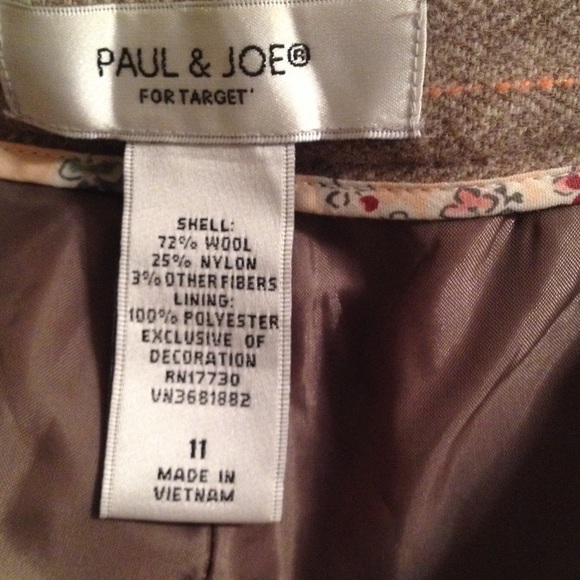 PAUL & JOE®
FOR TARGET*
SHELL:
72% WOOL
25% NYLON
3% OTHER FIBERS
LINING:
100% POLYESTER
EXCLUSIVE OF
DECORATION
RN17730
VN3681882
11
MADE IN
VIETNAM